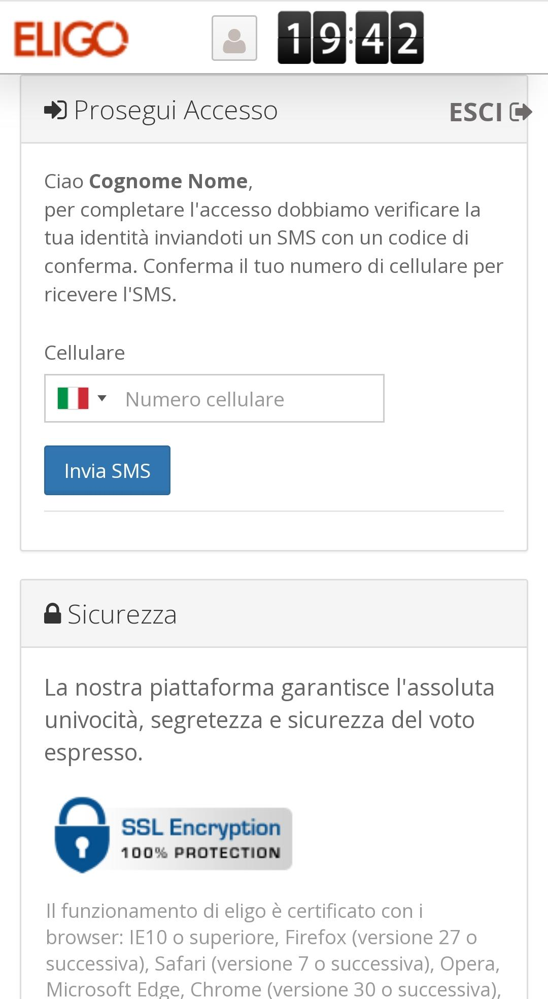 ELIGO
19:42
Prosegui Accesso
ESCI
Ciao Cognome Nome,
per completare l'accesso dobbiamo verificare la
tua identità inviandoti un SMS con un codice di
conferma. Conferma il tuo numero di cellulare per
ricevere l'SMS.
Cellulare
Numero cellulare
Invia SMS
Sicurezza
La nostra piattaforma garantisce l'assoluta
univocità, segretezza e sicurezza del voto
espresso.
SSL Encryption
100% PROTECTION
Il funzionamento di eligo è certificato con i
browser: IE10 o superiore, Firefox (versione 27 o
successiva), Safari (versione 7 o successiva), Opera,
Microsoft Edge, Chrome (versione 30 o successiva),